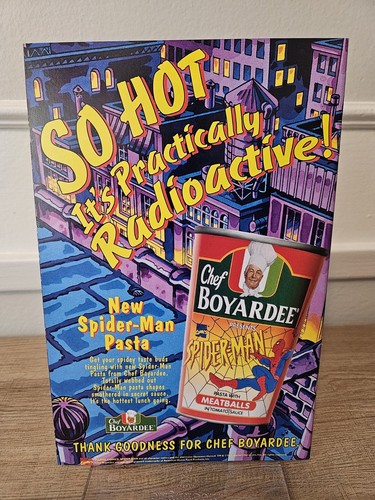 SO HOT
It's Practically
Radioactive!
New
Spider-Man
Pasta
Get your spidey taste buds
tingling with new Spider-Man
Pasta from Chef Boyardee.
Totally webbed out
Spider-Man pasta shapes
smothered in secret sauce.
It's the hottest lunch going.
Chef
BOYARDEE
PRESENTS
SPIDER-MAN
PASTA WITH
MEATBALLS
IN TOMATO SAUCE
Chef
BOYARDEE
THANK GOODNESS FOR CHEF BOYARDEE.